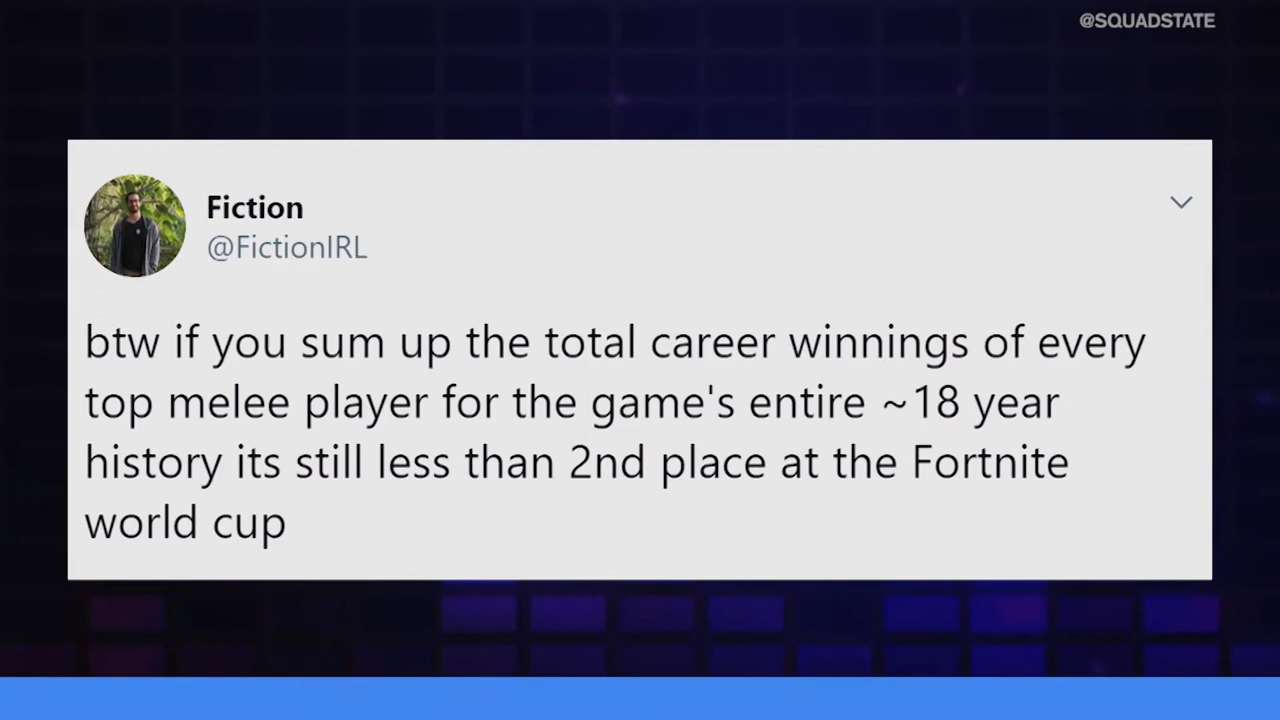 @SQUADSTATE
Fiction
@FictionIRL
btw if you sum up the total career winnings of every
top melee player for the game's entire ~18 year
history its still less than 2nd place at the Fortnite
world cup